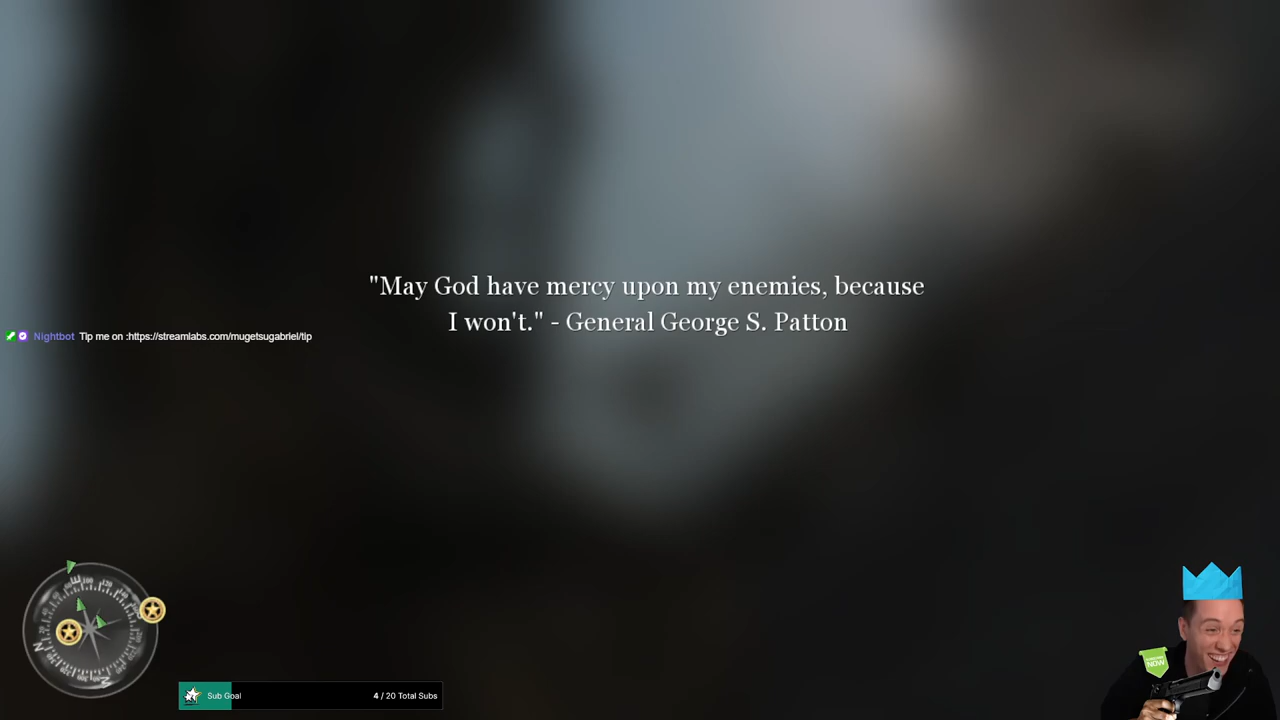 "May God have mercy upon my enemies, because
I won't." - General George S. Patton
Nightbot Tip me on :https://streamlabs.com/mugetsugabriel/tip
Sub Goal 4 / 20 Total Subs
NOW